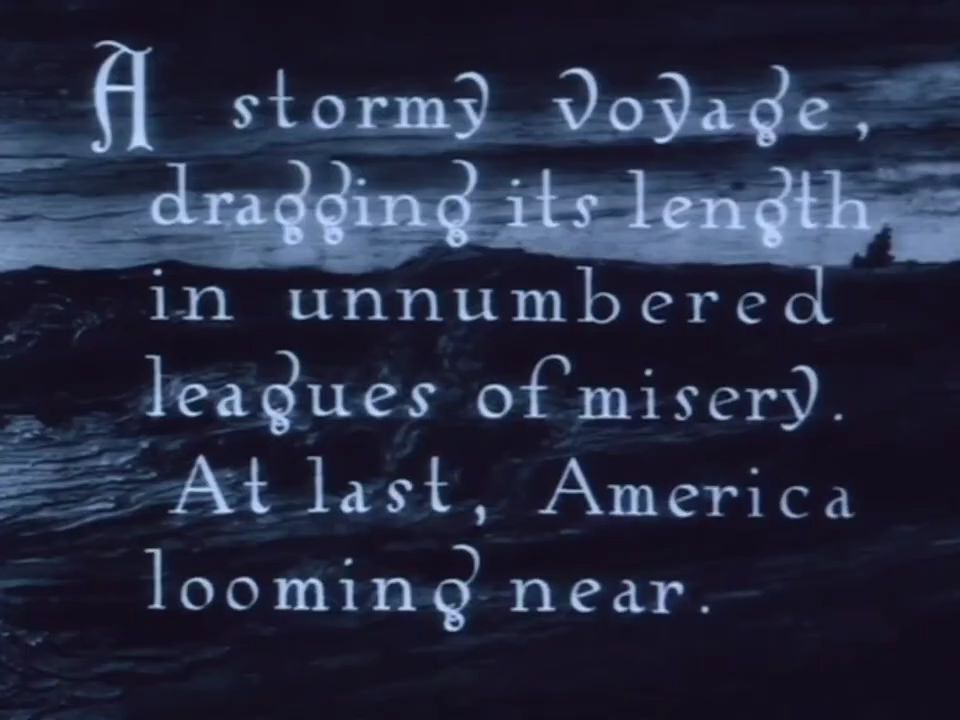 A stormy voyage,
dragging its length
in unnumbered
leagues of misery.
At last, America
looming near.